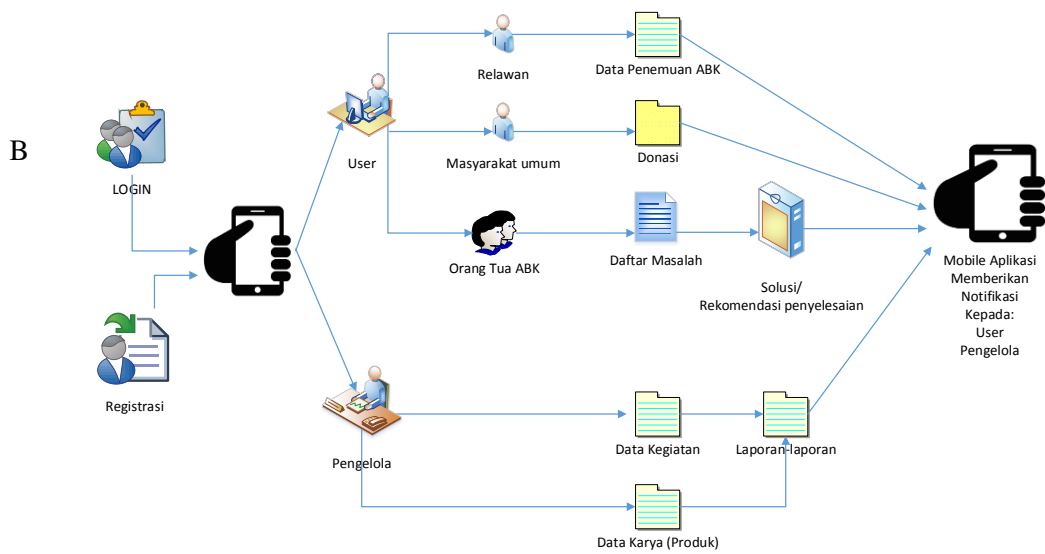 B
LOGIN
Registrasi
User
Pengelola
Relawan
Data Penemuan ABK
Masyarakat umum
Donasi
Orang Tua ABK
Daftar Masalah
Solusi/
Rekomendasi penyelesaian
Data Kegiatan
Laporan-laporan
Data Karya (Produk)
Mobile Aplikasi
Memberikan
Notifikasi
Kepada:
User
Pengelola